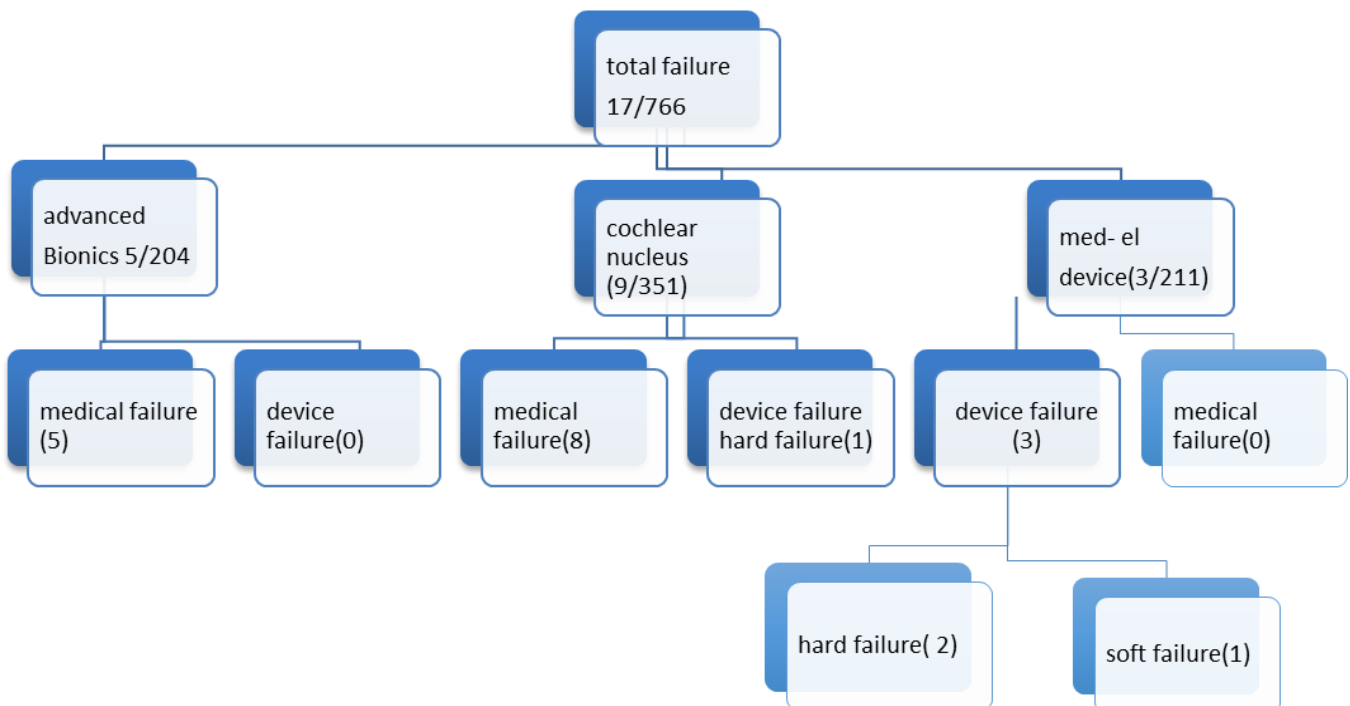 total failure
17/766
advanced
Bionics 5/204
cochlear
nucleus
(9/351)
med- el
device(3/211)
medical failure
(5)
device
failure(0)
medical
failure(8)
device failure
hard failure(1)
device failure
(3)
medical
failure(0)
hard failure( 2)
soft failure(1)